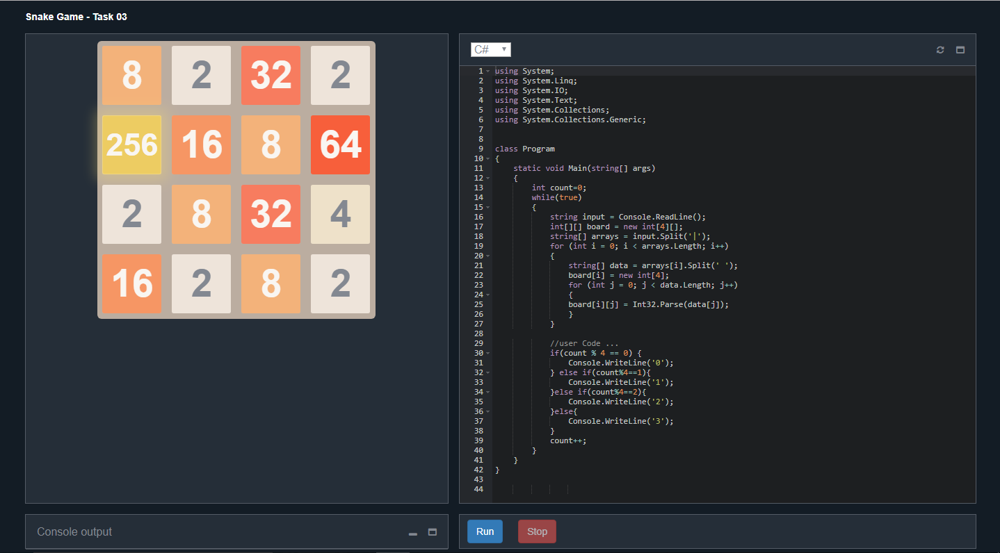 Snake Game - Task 03
8 2 32 2
256 16 8 64
2 8 32 4
16 2 8 2
C#
1 using System;
2 using System.Linq;
3 using System.IO;
4 using System.Text;
5 using System.Collections;
6 using System.Collections.Generic;
7
8
9 class Program
10 {
11 static void Main(string[] args)
12 {
13 int count=0;
14 while(true)
15 {
16 string input = Console.ReadLine();
17 int[][] board = new int[4][];
18 string[] arrays = input.Split('|');
19 for (int i = 0; i < arrays.Length; i++)
20 {
21 string[] data = arrays[i].Split(' ');
22 board[i] = new int[4];
23 for (int j = 0; j < data.Length; j++)
24 {
25 board[i][j] = Int32.Parse(data[j]);
26 }
27 }
28
29 //user Code ...
30 if(count % 4 == 0) {
31 Console.WriteLine('0');
32 } else if(count%4==1){
33 Console.WriteLine('1');
34 }else if(count%4==2){
35 Console.WriteLine('2');
36 }else{
37 Console.WriteLine('3');
38 }
39 count++;
40 }
41 }
42 }
43
44
Console output
Run Stop